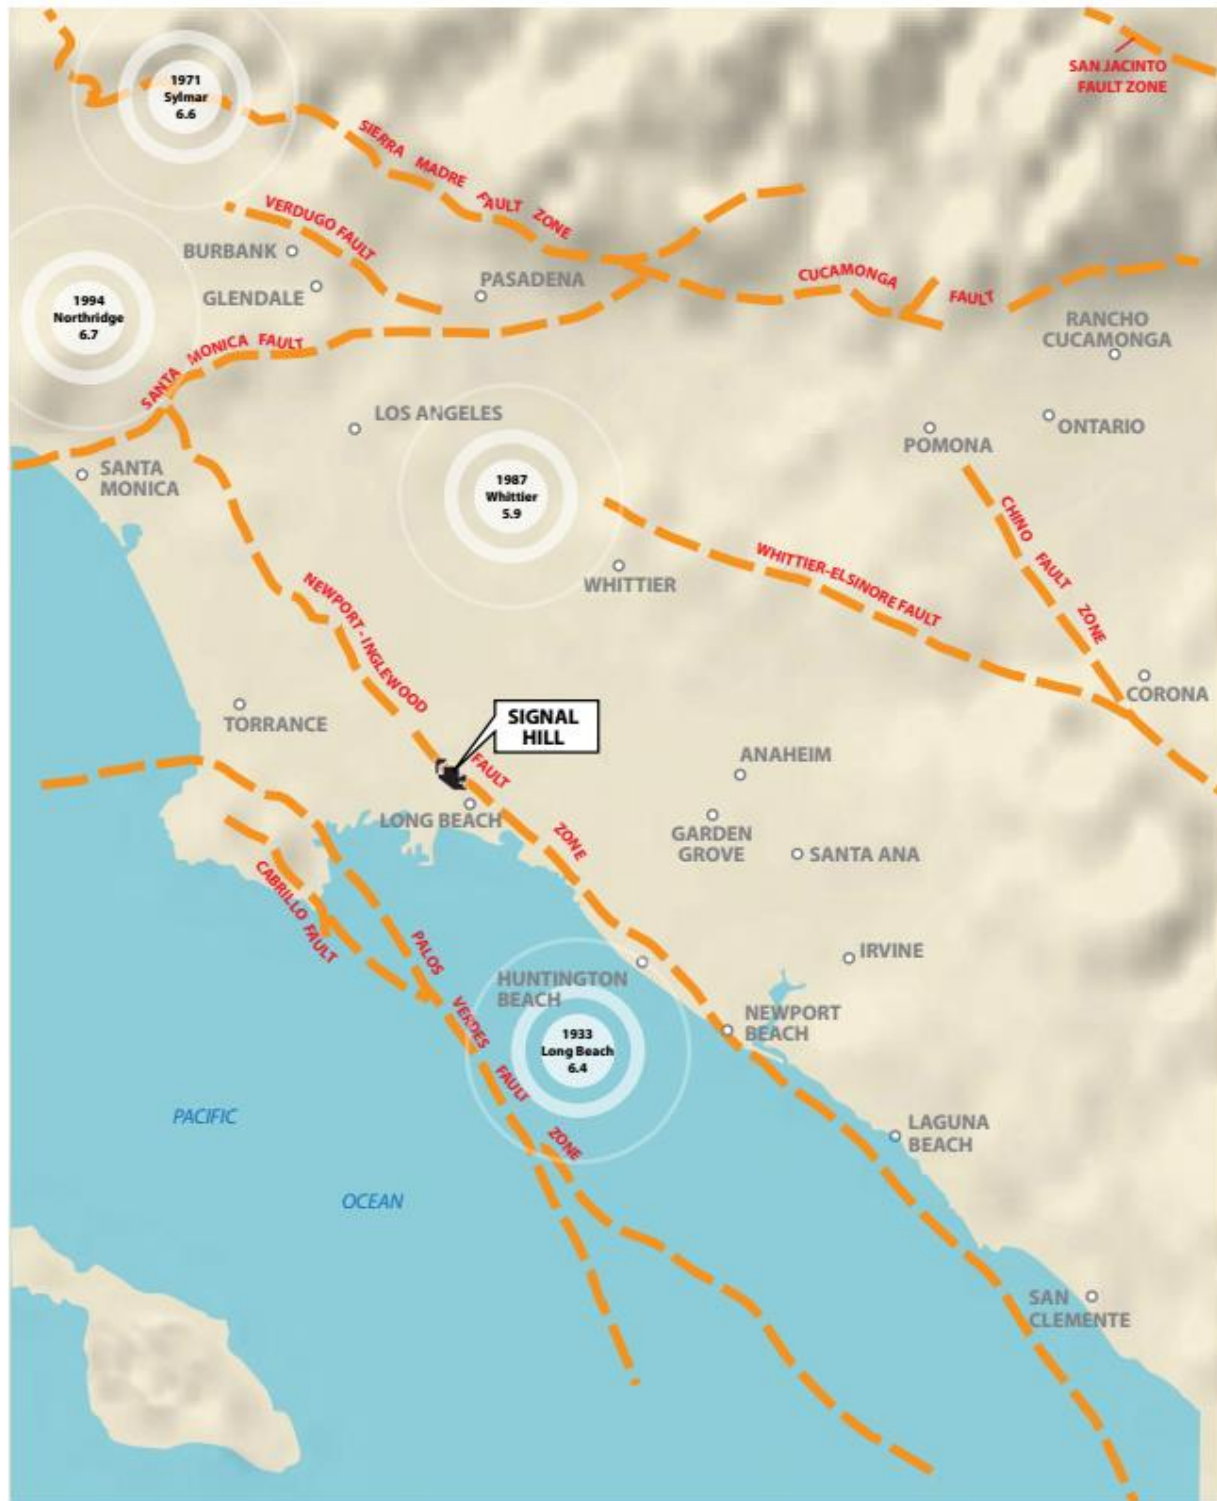 1971
Sylmar
6.6
SAN JACINTO
FAULT ZONE
SIERRA MADRE FAULT ZONE
VERDUGO FAULT
BURBANK
GLENDALE
PASADENA
CUCAMONGA FAULT
1994
Northridge
6.7
SANTA MONICA FAULT
RANCHO
CUCAMONGA
LOS ANGELES
POMONA
ONTARIO
SANTA
MONICA
1987
Whittier
5.9
WHITTIER
WHITTIER-ELSINORE FAULT
CHINO FAULT ZONE
NEWPORT - INGLEWOOD FAULT ZONE
CORONA
TORRANCE
SIGNAL
HILL
ANAHEIM
LONG BEACH
GARDEN
GROVE
SANTA ANA
CABRILLO FAULT
PALOS VERDES FAULT ZONE
HUNTINGTON
BEACH
IRVINE
NEWPORT
BEACH
1933
Long Beach
6.4
PACIFIC
OCEAN
LAGUNA
BEACH
SAN
CLEMENTE